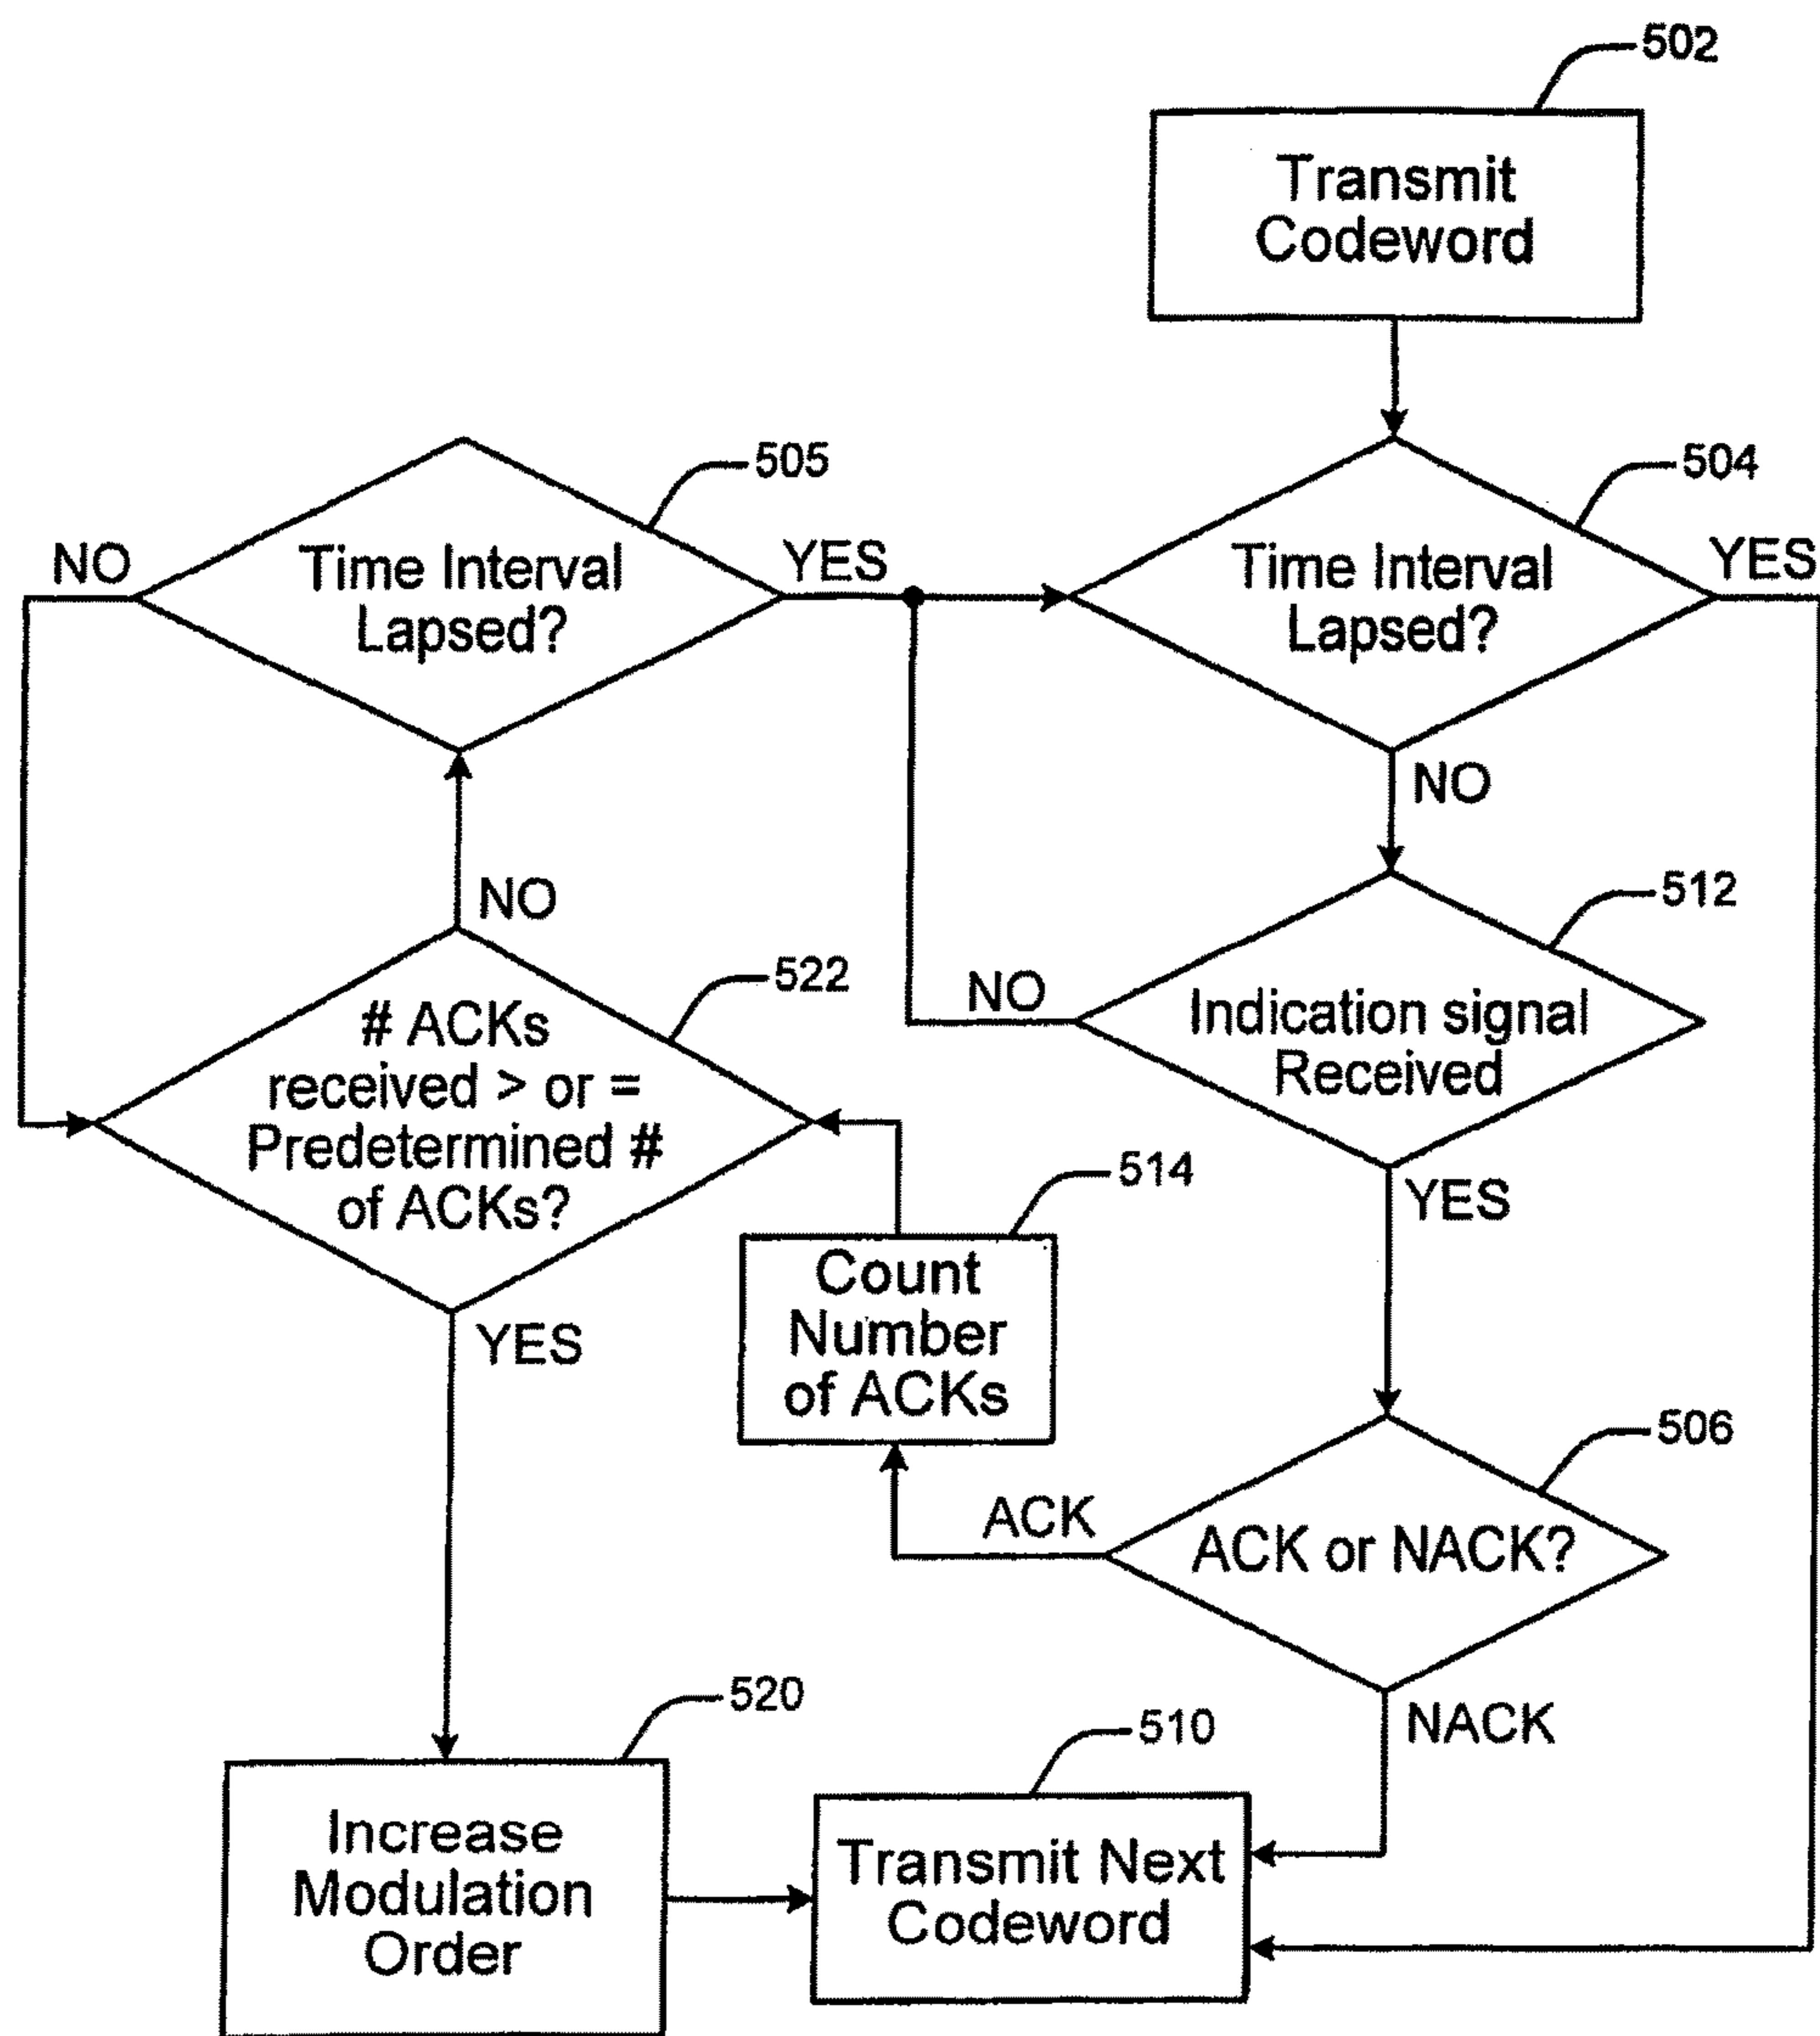 502
Transmit
Codeword
505
504
NO
Time Interval
Lapsed?
YES
Time Interval
Lapsed?
YES
NO
512
NO
522
NO
Indication signal
Received
# ACKs
received > or =
Predetermined #
of ACKs?
514
YES
Count
Number
of ACKs
YES
506
ACK
ACK or NACK?
520
510
NACK
Increase
Modulation
Order
Transmit Next
Codeword